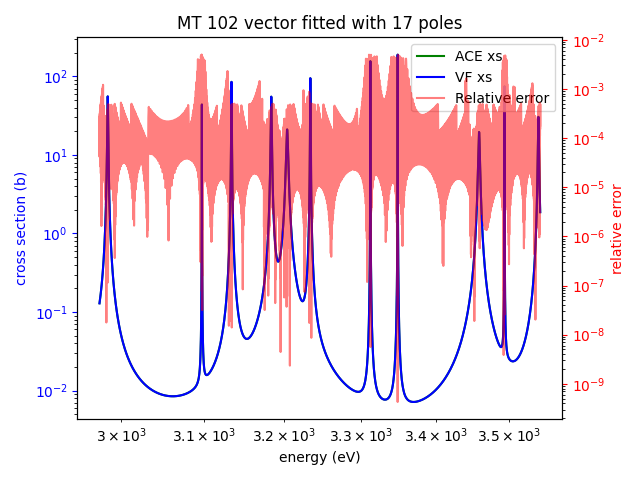 MT 102 vector fitted with 17 poles
ACE xs
VF xs
Relative error
cross section (b)
10²
10¹
10⁰
10⁻¹
10⁻²
relative error
10⁻²
10⁻³
10⁻⁴
10⁻⁵
10⁻⁶
10⁻⁷
10⁻⁸
10⁻⁹
3 × 10³ 3.1 × 10³ 3.2 × 10³ 3.3 × 10³ 3.4 × 10³ 3.5 × 10³
energy (eV)